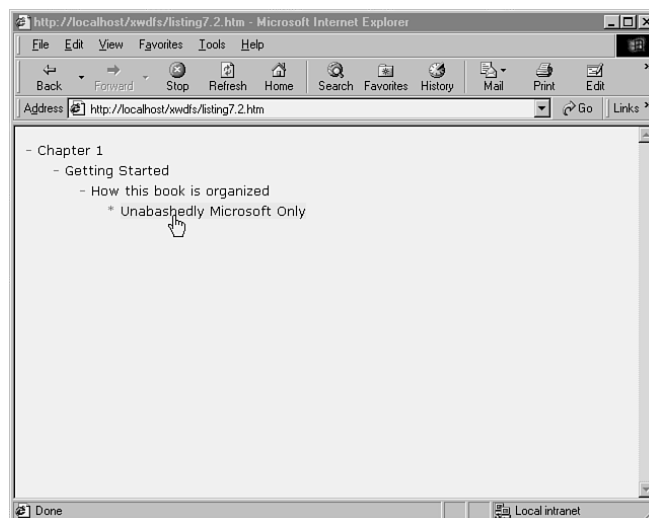 http://localhost/xwdfs/listing7.2.htm - Microsoft Internet Explorer
File Edit View Favorites Tools Help
Back Forward Stop Refresh Home Search Favorites History Mail Print Edit
Address http://localhost/xwdfs/listing7.2.htm Go Links
- Chapter 1
- Getting Started
- How this book is organized
* Unabashedly Microsoft Only
Done Local intranet